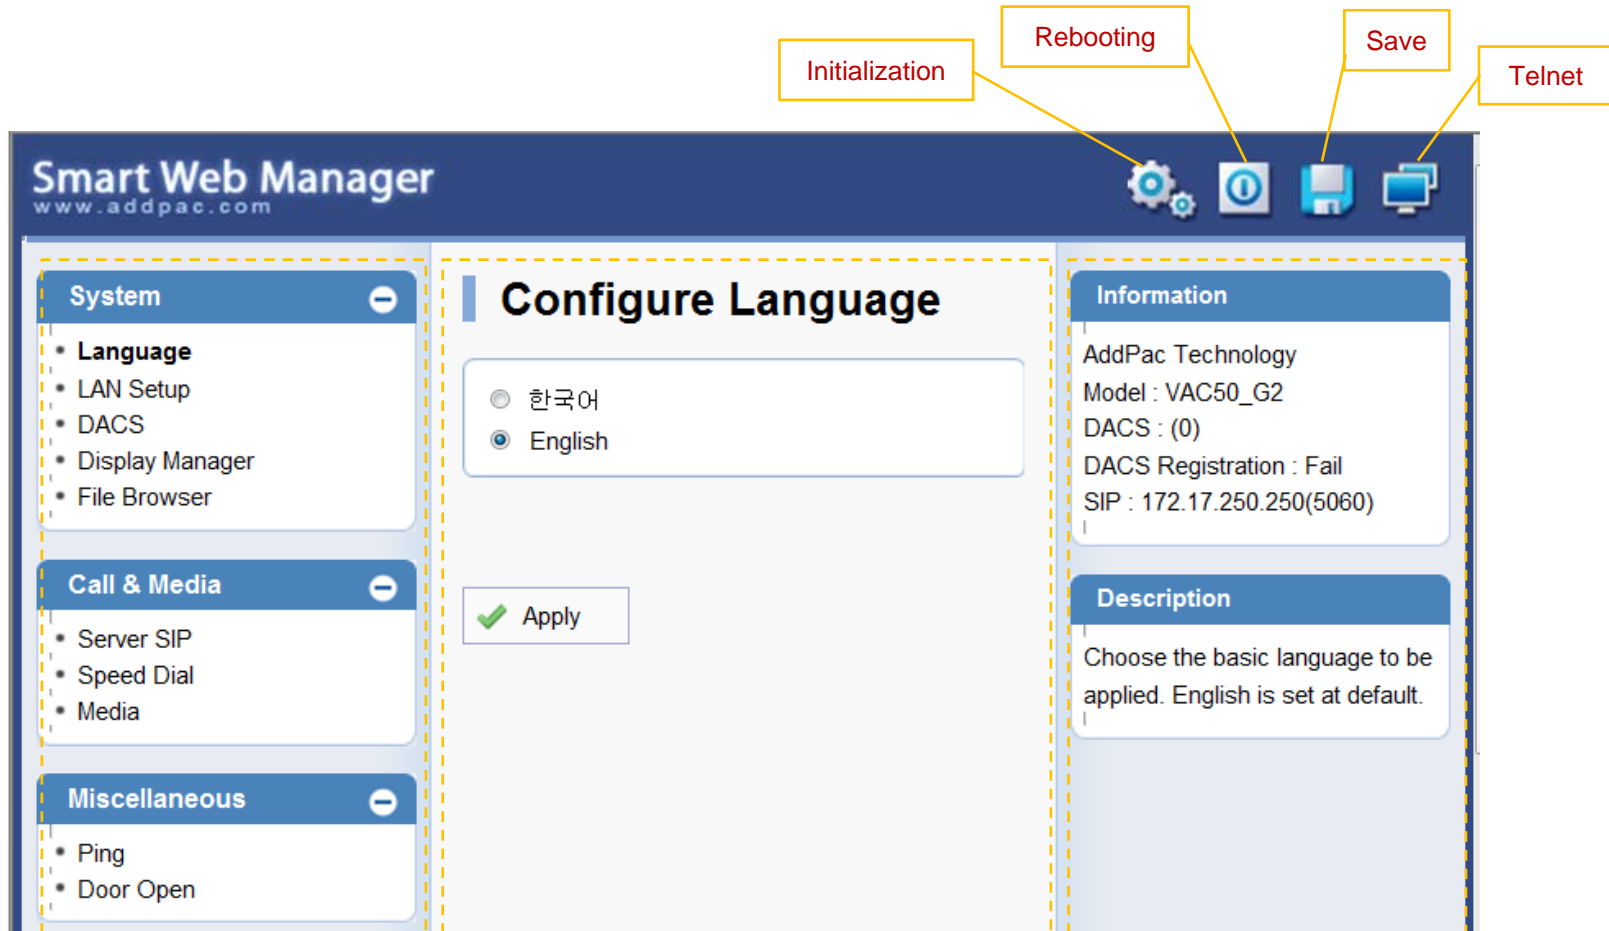 Initialization
Rebooting
Save
Telnet
Smart Web Manager
www.addpac.com
System
Language
LAN Setup
DACS
Display Manager
File Browser
Call & Media
Server SIP
Speed Dial
Media
Miscellaneous
Ping
Door Open
Configure Language
한국어
English
Apply
Information
AddPac Technology
Model : VAC50_G2
DACS : (0)
DACS Registration : Fail
SIP : 172.17.250.250(5060)
Description
Choose the basic language to be
applied. English is set at default.